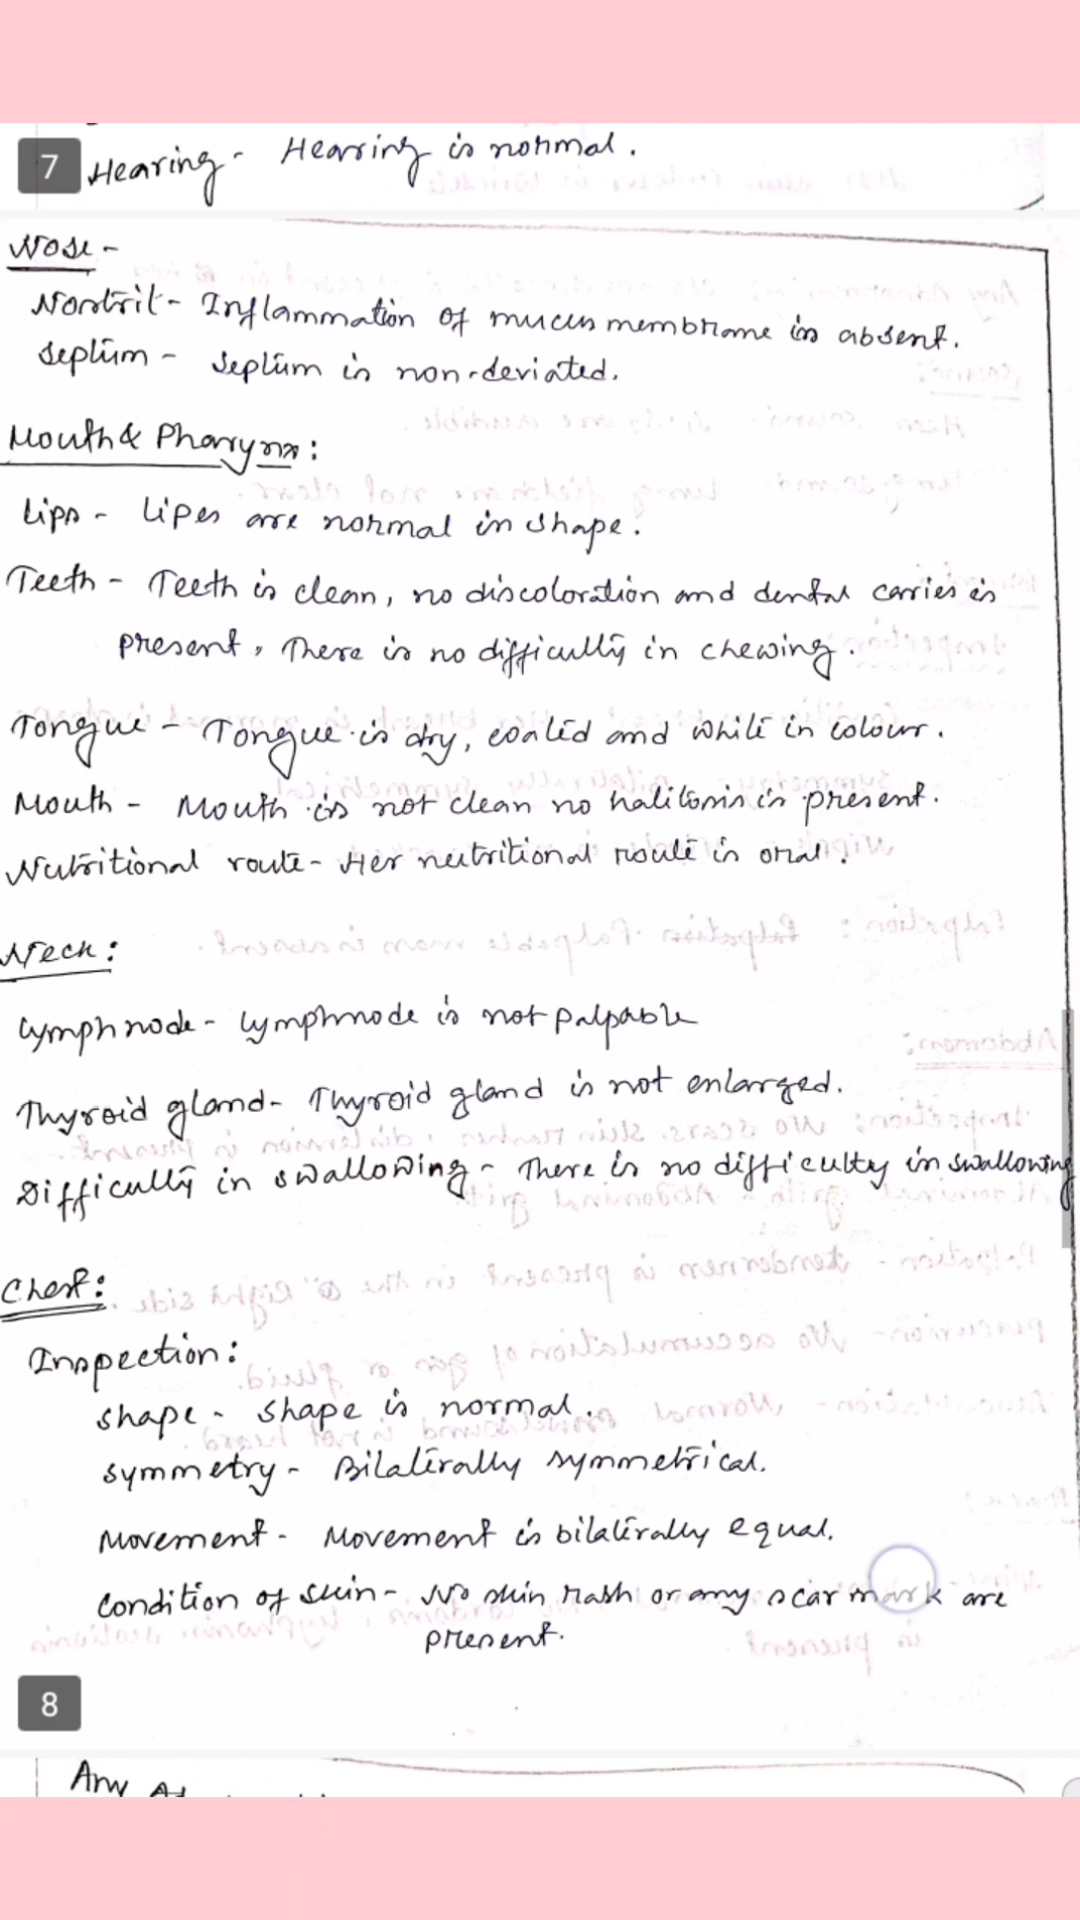 7
Hearing - Hearing is normal.
Nose -
Nostril - Inflammation of mucus membrane is absent.
Septum - Septum is non-deviated.
Mouth & Pharynx :
Lips - Lipes are normal in shape.
Teeth - Teeth is clean, no discoloration and dental carries is
present, There is no difficulty in chewing.
Tongue - Tongue is dry, coated and white in colour.
Mouth - Mouth is not clean no halitosis is present.
Nutritional route - Her neutritional route is oral.
Neck :
Lymph node - Lymphnode is not palpable
Thyroid gland - Thyroid gland is not enlarged.
Difficulty in swallowing - There is no difficulty in swallowing
Chest :
Inspection :
Shape - Shape is normal.
Symmetry - Bilaterally symmetrical.
Movement - Movement is bilaterally equal.
Condition of skin - No skin rash or any scar mark are
present.
8
Any